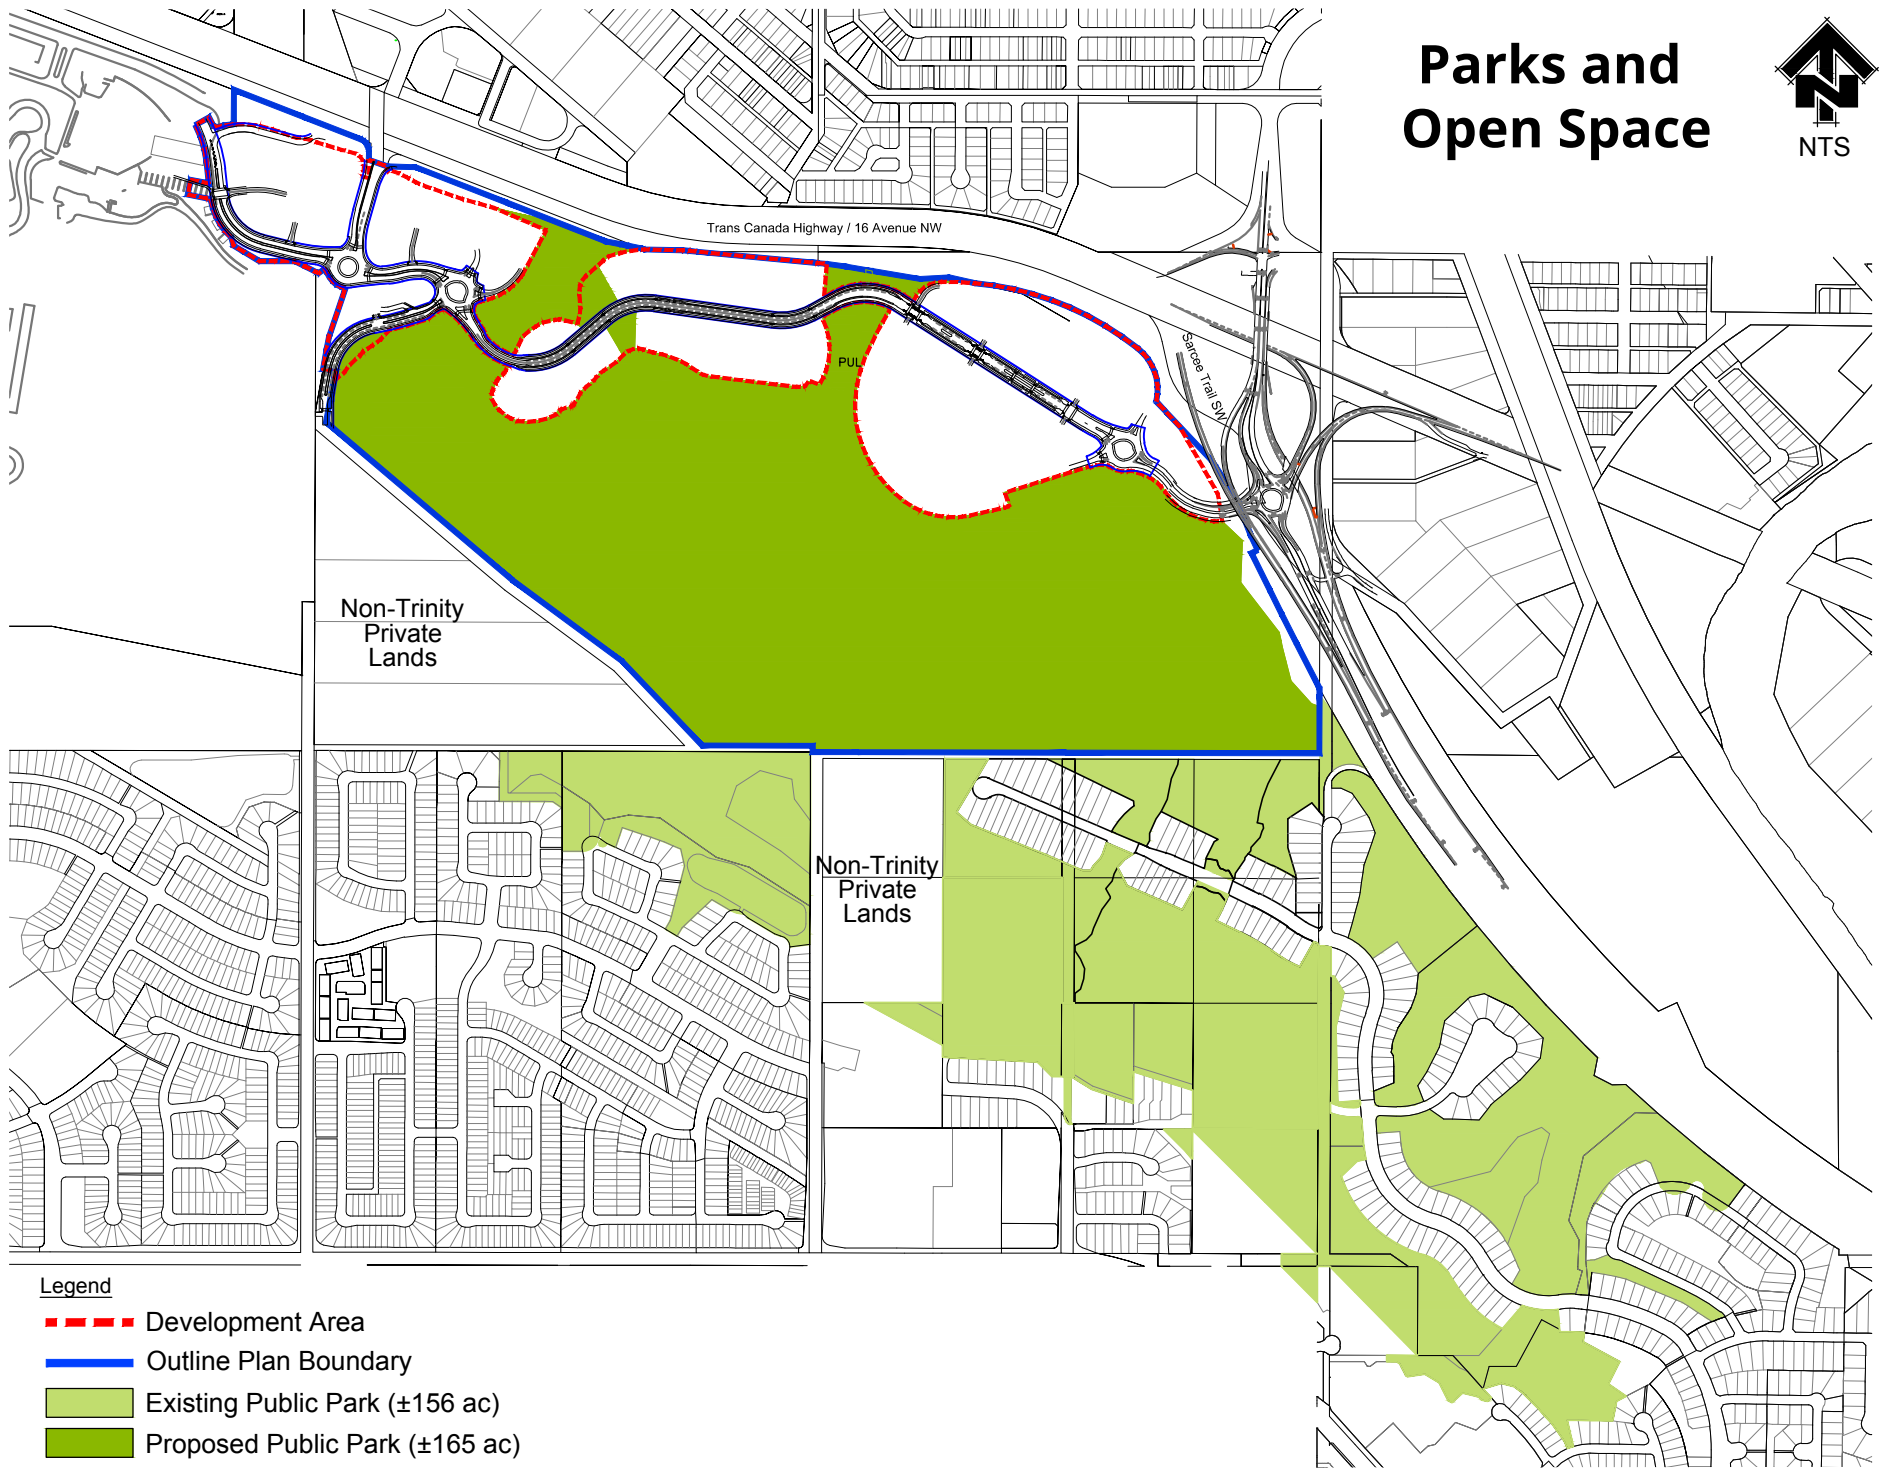 Parks and
Open Space
NTS
Trans Canada Highway / 16 Avenue NW
Sarcee Trail SW
PUL
Non-Trinity
Private
Lands
Non-Trinity
Private
Lands
Legend
Development Area
Outline Plan Boundary
Existing Public Park (±156 ac)
Proposed Public Park (±165 ac)